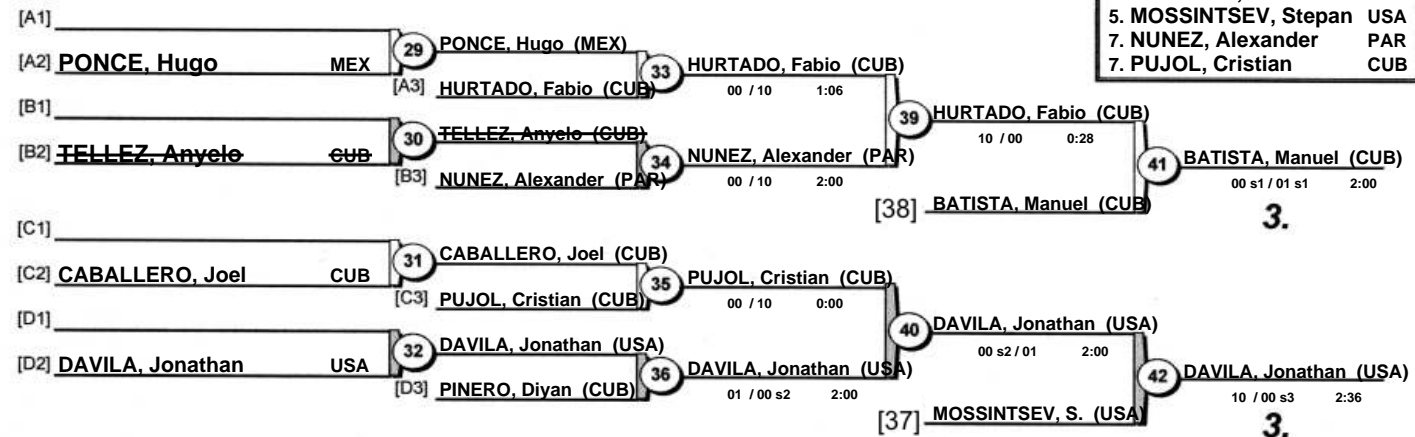 5. MOSSINTSEV, Stepan USA
7. NUNEZ, Alexander PAR
7. PUJOL, Cristian CUB
[A1]
[A2] PONCE, Hugo MEX
29
PONCE, Hugo (MEX)
[A3] HURTADO, Fabio (CUB)
33
HURTADO, Fabio (CUB)
00 / 10 1:06
[B1]
[B2] TELLEZ, Anyelo CUB
30
TELLEZ, Anyelo (CUB)
[B3] NUNEZ, Alexander (PAR)
34
NUNEZ, Alexander (PAR)
00 / 10 2:00
39
HURTADO, Fabio (CUB)
10 / 00 0:28
[38] BATISTA, Manuel (CUB)
41
BATISTA, Manuel (CUB)
00 s1 / 01 s1 2:00
3.
[C1]
[C2] CABALLERO, Joel CUB
31
CABALLERO, Joel (CUB)
[C3] PUJOL, Cristian (CUB)
35
PUJOL, Cristian (CUB)
00 / 10 0:00
[D1]
[D2] DAVILA, Jonathan USA
32
DAVILA, Jonathan (USA)
[D3] PINERO, Diyan (CUB)
36
DAVILA, Jonathan (USA)
01 / 00 s2 2:00
40
DAVILA, Jonathan (USA)
00 s2 / 01 2:00
[37] MOSSINTSEV, S. (USA)
42
DAVILA, Jonathan (USA)
10 / 00 s3 2:36
3.